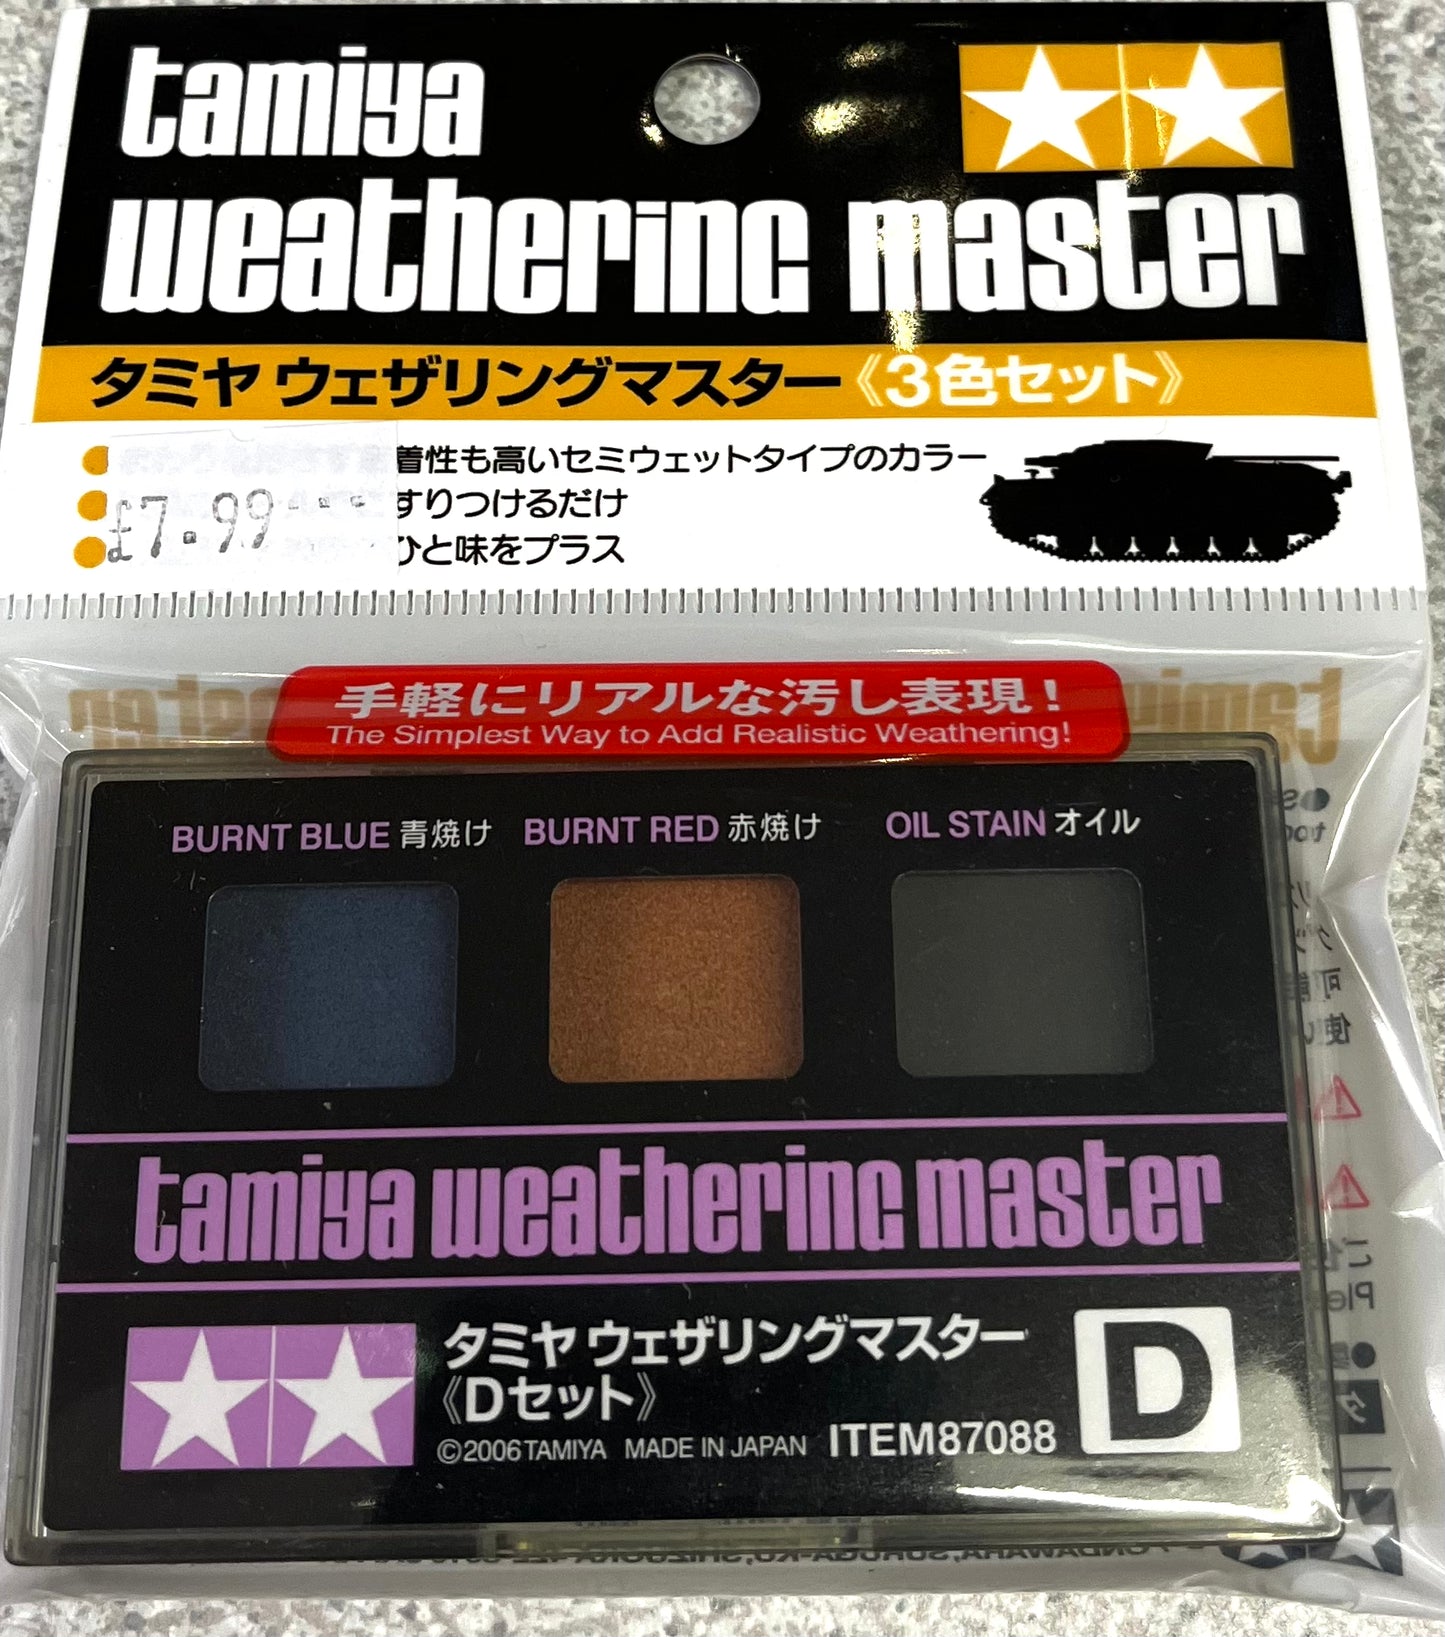 tamiya
weathering master
タミヤ ウェザリングマスター《3色セット》
着性も高いセミウェットタイプのカラー
すりつけるだけ
ひと味をプラス
£7.99
手軽にリアルな汚し表現！
The Simplest Way to Add Realistic Weathering!
BURNT BLUE 青焼け BURNT RED 赤焼け OIL STAIN オイル
tamiya weathering master
タミヤ ウェザリングマスター
《Dセット》
D
©2006 TAMIYA MADE IN JAPAN ITEM87088